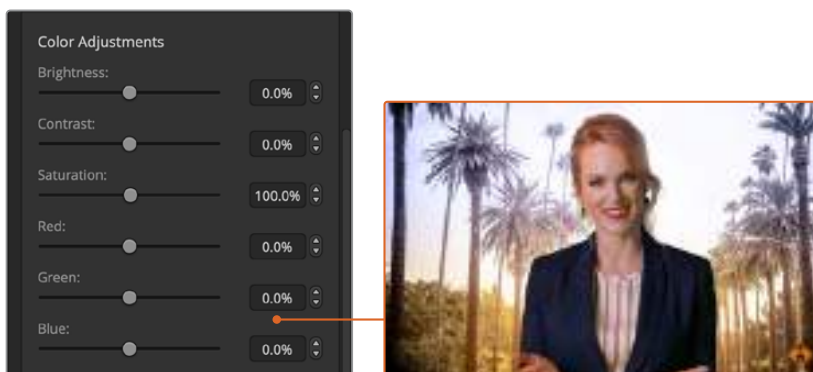 Color Adjustments
Brightness:
0.0%
Contrast:
0.0%
Saturation:
100.0%
Red:
0.0%
Green:
0.0%
Blue:
0.0%